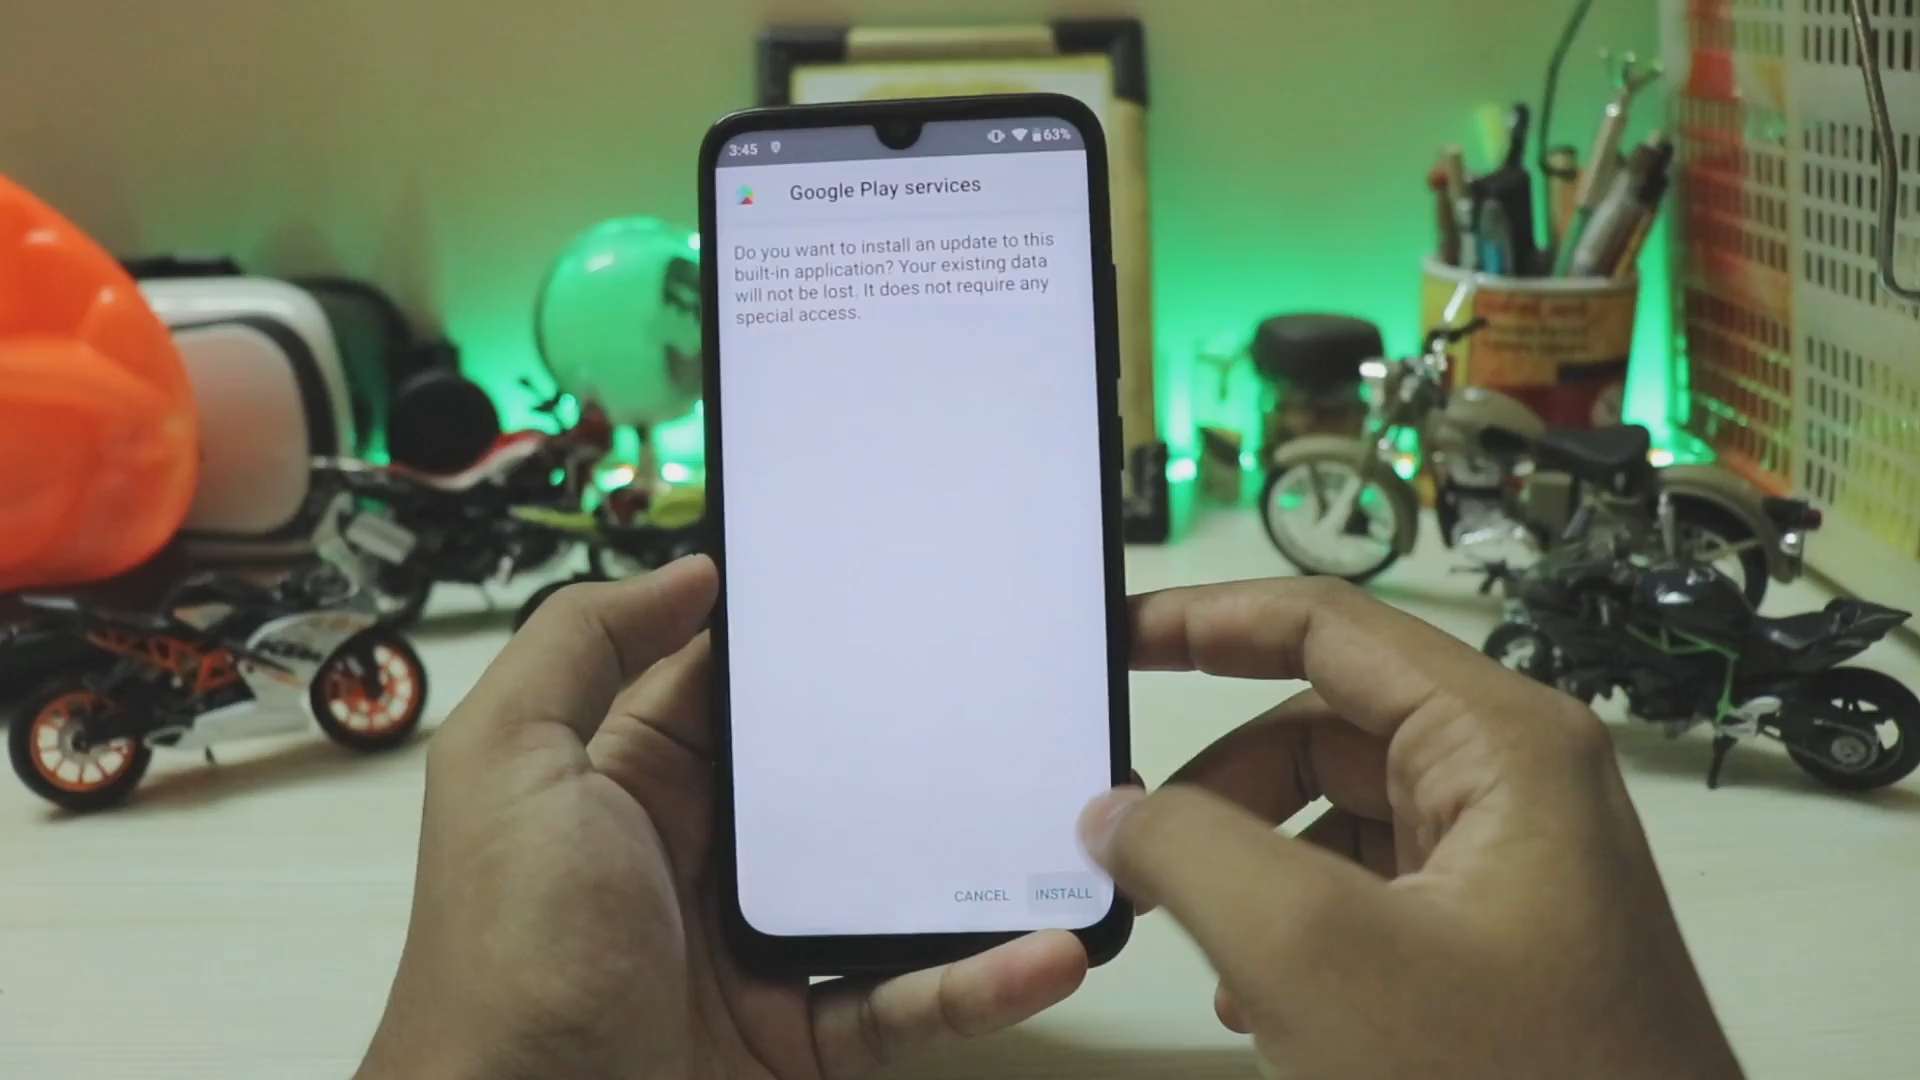 3:45
63%
Google Play services
Do you want to install an update to this
built-in application? Your existing data
will not be lost. It does not require any
special access.
CANCEL
INSTALL
KTM